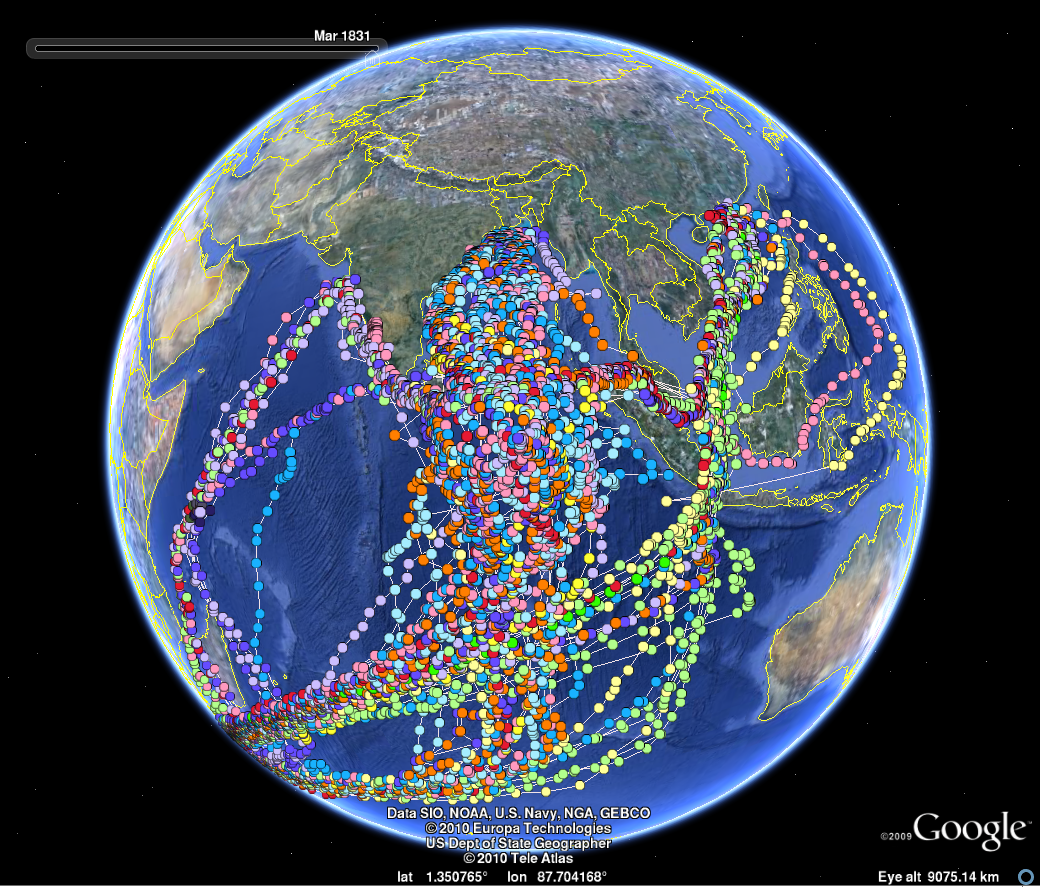 Mar 1831
Data SIO, NOAA, U.S. Navy, NGA, GEBCO
© 2010 Europa Technologies
US Dept of State Geographer
© 2010 Tele Atlas
©2009 Google™
lat 1.350765° lon 87.704168°
Eye alt 9075.14 km